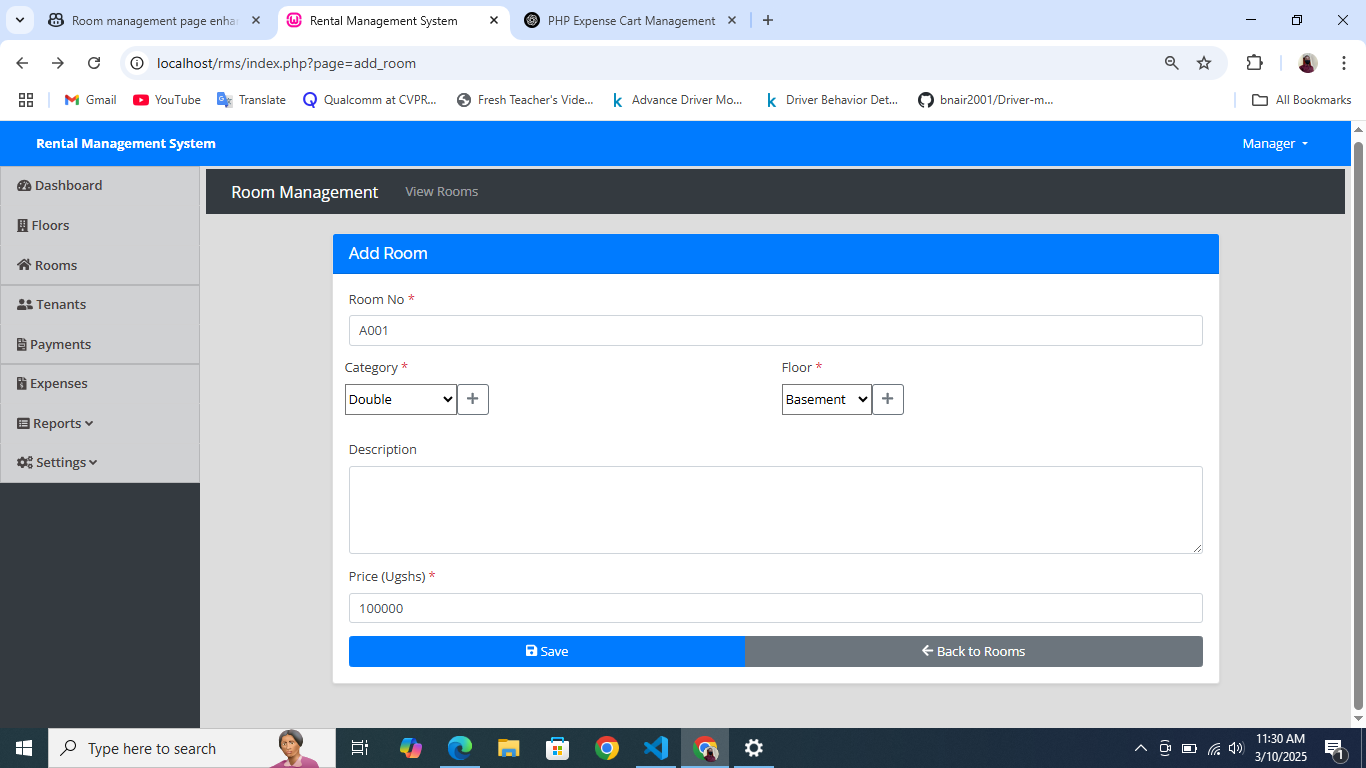 Room management page enha
Rental Management System
PHP Expense Cart Management
localhost/rms/index.php?page=add_room
Gmail
YouTube
Translate
Qualcomm at CVPR...
Fresh Teacher's Vide...
Advance Driver Mo...
Driver Behavior Det...
bnair2001/Driver-m...
All Bookmarks
Rental Management System
Manager
Dashboard
Floors
Rooms
Tenants
Payments
Expenses
Reports
Settings
Room Management
View Rooms
Add Room
Room No *
A001
Category *
Floor *
Double
Basement
Description
Price (Ugshs) *
100000
Save
Back to Rooms
Type here to search
11:30 AM
3/10/2025
1